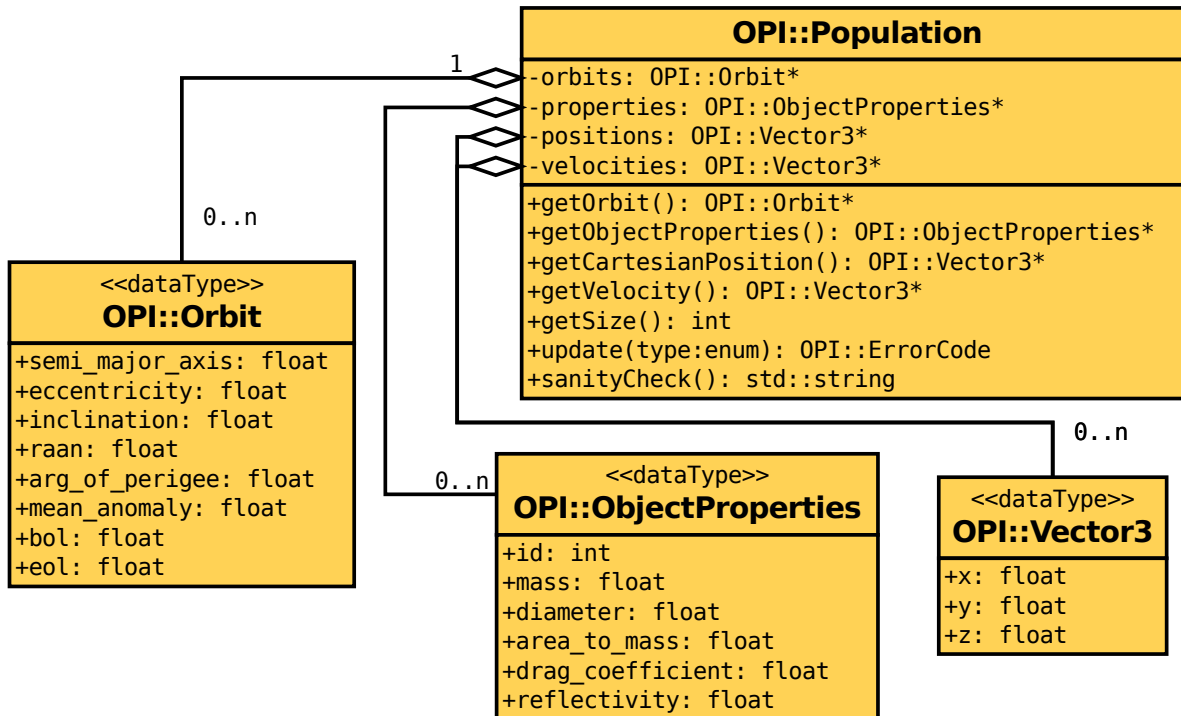 OPI::Population
1
-orbits: OPI::Orbit*
-properties: OPI::ObjectProperties*
-positions: OPI::Vector3*
-velocities: OPI::Vector3*
+getOrbit(): OPI::Orbit*
+getObjectProperties(): OPI::ObjectProperties*
+getCartesianPosition(): OPI::Vector3*
+getVelocity(): OPI::Vector3*
+getSize(): int
+update(type:enum): OPI::ErrorCode
+sanityCheck(): std::string
0..n
<<dataType>>
OPI::Orbit
+semi_major_axis: float
+eccentricity: float
+inclination: float
+raan: float
+arg_of_perigee: float
+mean_anomaly: float
+bol: float
+eol: float
0..n
<<dataType>>
OPI::ObjectProperties
+id: int
+mass: float
+diameter: float
+area_to_mass: float
+drag_coefficient: float
+reflectivity: float
0..n
<<dataType>>
OPI::Vector3
+x: float
+y: float
+z: float